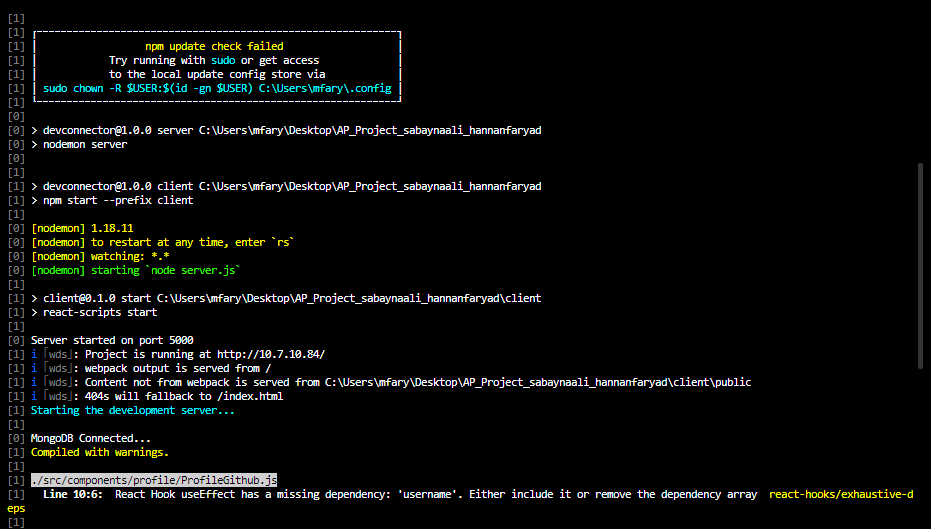 [1]
[1]
[1] npm update check failed
[1] Try running with sudo or get access
[1] to the local update config store via
[1] sudo chown -R $USER:$(id -gn $USER) C:\Users\mfary\.config
[1]
[0]
[0] > devconnector@1.0.0 server C:\Users\mfary\Desktop\AP_Project_sabaynaali_hannanfaryad
[0] > nodemon server
[0]
[1]
[1] > devconnector@1.0.0 client C:\Users\mfary\Desktop\AP_Project_sabaynaali_hannanfaryad
[1] > npm start --prefix client
[1]
[0] [nodemon] 1.18.11
[0] [nodemon] to restart at any time, enter `rs`
[0] [nodemon] watching: *.*
[0] [nodemon] starting `node server.js`
[1]
[1] > client@0.1.0 start C:\Users\mfary\Desktop\AP_Project_sabaynaali_hannanfaryad\client
[1] > react-scripts start
[1]
[0] Server started on port 5000
[1] i ｢wds｣: Project is running at http://10.7.10.84/
[1] i ｢wds｣: webpack output is served from /
[1] i ｢wds｣: Content not from webpack is served from C:\Users\mfary\Desktop\AP_Project_sabaynaali_hannanfaryad\client\public
[1] i ｢wds｣: 404s will fallback to /index.html
[1] Starting the development server...
[1]
[0] MongoDB Connected...
[1] Compiled with warnings.
[1]
[1] ./src/components/profile/ProfileGithub.js
[1] Line 10:6: React Hook useEffect has a missing dependency: 'username'. Either include it or remove the dependency array react-hooks/exhaustive-d
eps
[1]